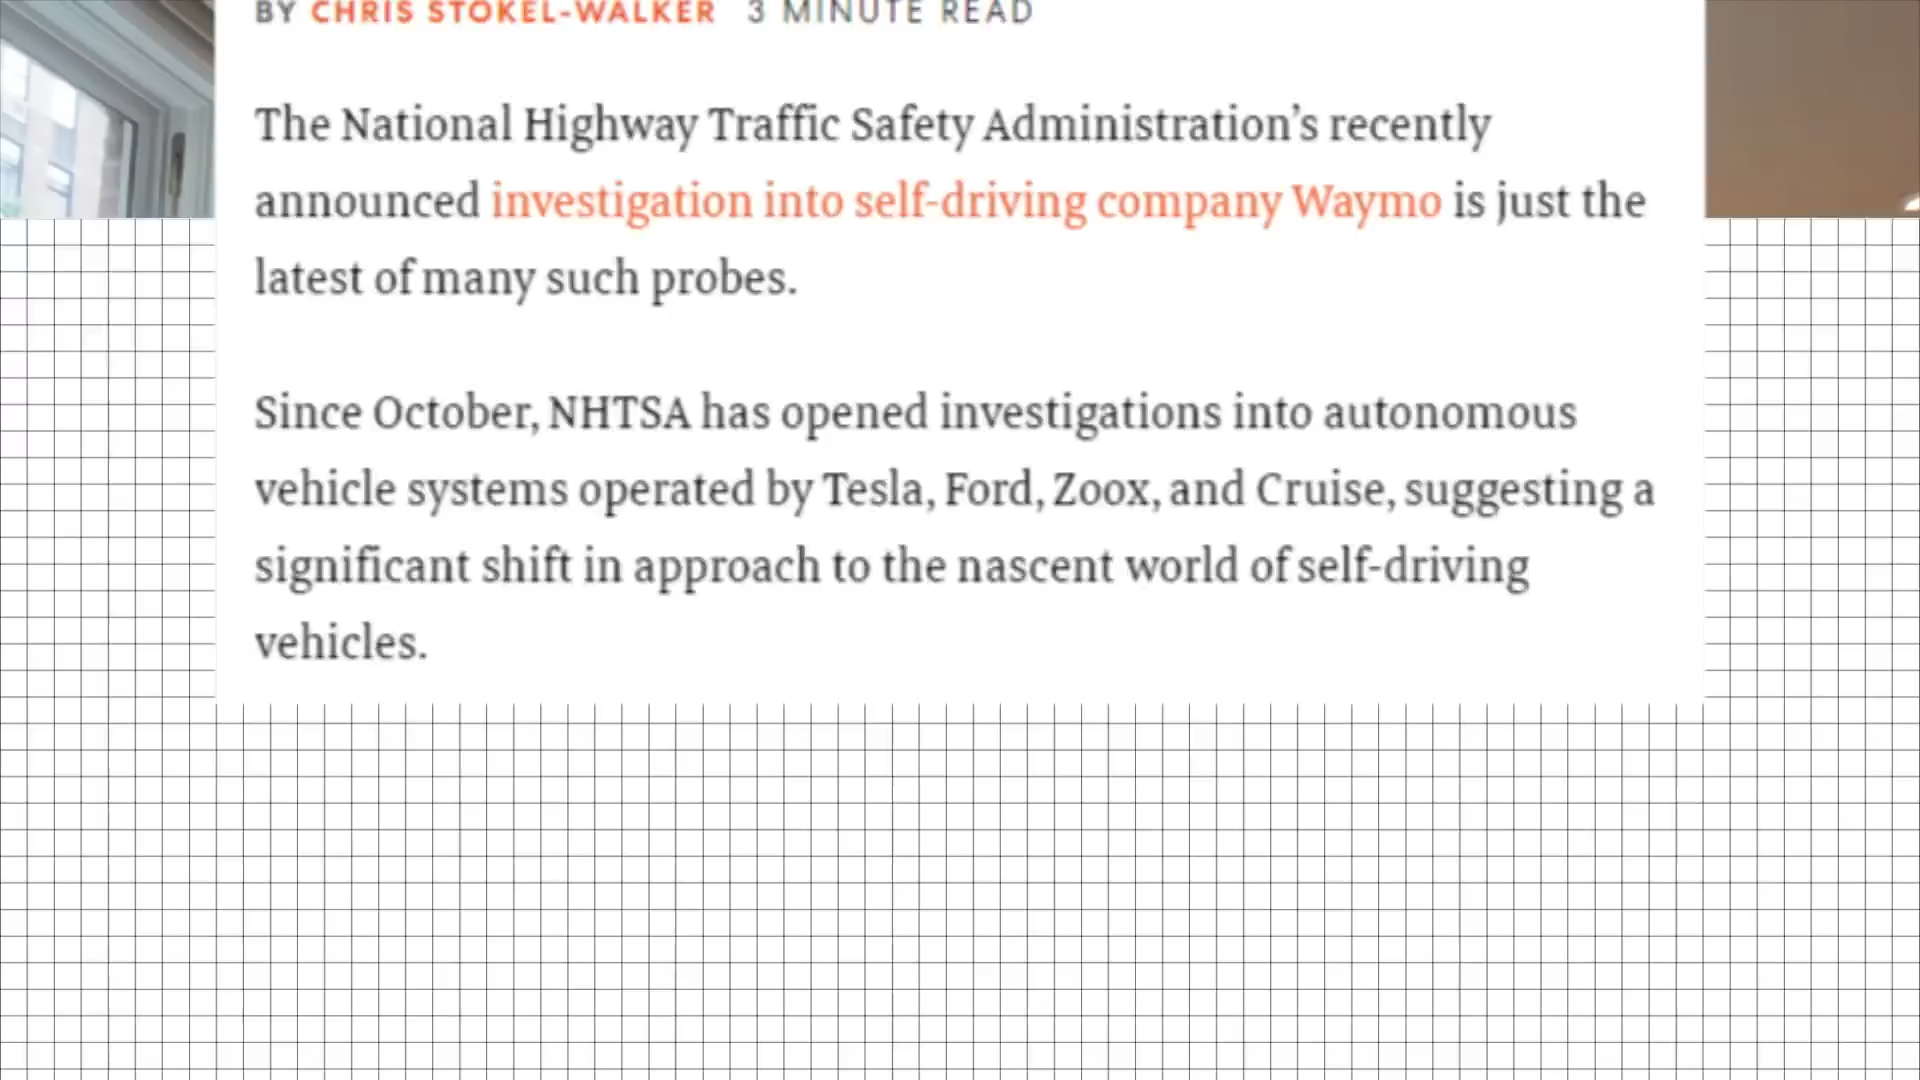 BY CHRIS STOKEL-WALKER 3 MINUTE READ
The National Highway Traffic Safety Administration’s recently
announced investigation into self-driving company Waymo is just the
latest of many such probes.
Since October, NHTSA has opened investigations into autonomous
vehicle systems operated by Tesla, Ford, Zoox, and Cruise, suggesting a
significant shift in approach to the nascent world of self-driving
vehicles.